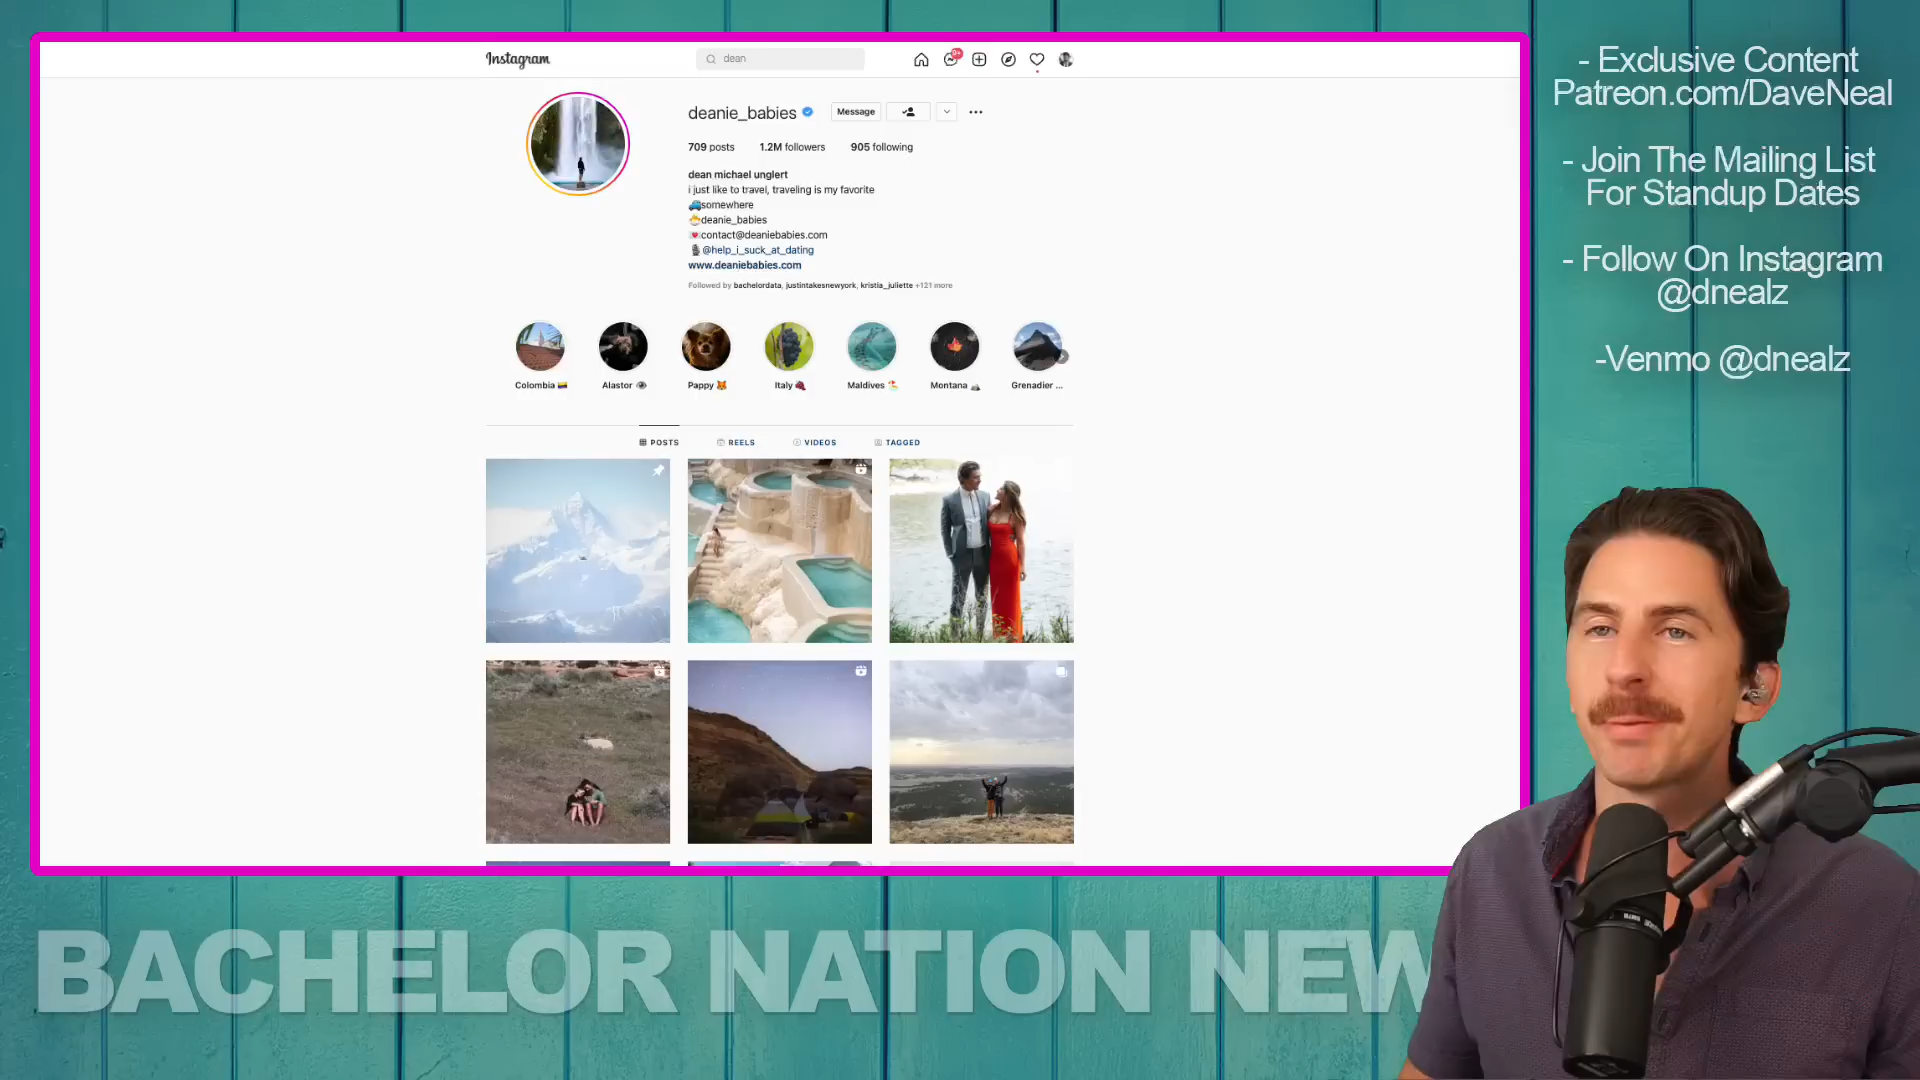 Instagram
dean
9+
deanie_babies
Message
709 posts 1.2M followers 905 following
dean michael unglert
i just like to travel, traveling is my favorite
somewhere
deanie_babies
contact@deaniebabies.com
@help_i_suck_at_dating
www.deaniebabies.com
Followed by bachelordata, justintakesnewyork, kristia_juliette +121 more
Colombia
Alastor
Pappy
Italy
Maldives
Montana
Grenadier ...
POSTS
REELS
VIDEOS
TAGGED
- Exclusive Content
Patreon.com/DaveNeal
- Join The Mailing List
For Standup Dates
- Follow On Instagram
@dnealz
-Venmo @dnealz
BACHELOR NATION NEW